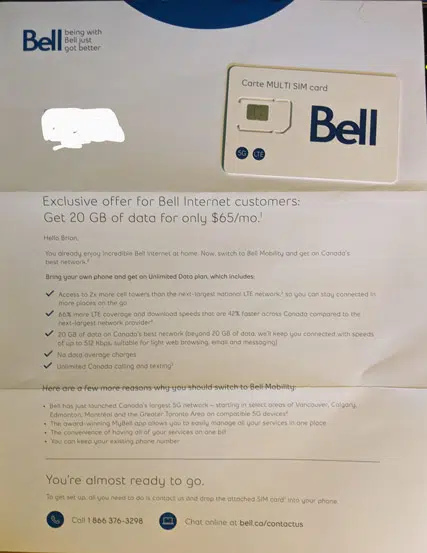 Bell
being with
Bell just
got better
Carte MULTI SIM card
Bell
5G LTE
Exclusive offer for Bell Internet customers:
Get 20 GB of data for only $65/mo.¹
Hello Brian,
You already enjoy incredible Bell Internet at home. Now, switch to Bell Mobility and get on Canada's
best network.²
Bring your own phone and get an Unlimited Data plan, which includes:
Access to 2x more cell towers than the next-largest national LTE network,³ so you can stay connected in
more places on the go
66% more LTE coverage and download speeds that are 42% faster across Canada compared to the
next-largest network provider⁴
20 GB of data on Canada's best network (beyond 20 GB of data, we'll keep you connected with speeds
of up to 512 Kbps, suitable for light web browsing, email and messaging)
No data overage charges
Unlimited Canada calling and texting⁵
Here are a few more reasons why you should switch to Bell Mobility:
• Bell has just launched Canada's largest 5G network – starting in select areas of Vancouver, Calgary,
Edmonton, Montréal and the Greater Toronto Area on compatible 5G devices⁶
• The award-winning MyBell app allows you to easily manage all your services in one place
• The convenience of having all of your services on one bill
• You can keep your existing phone number
You're almost ready to go.
To get set up, all you need to do is contact us and drop the attached SIM card⁷ into your phone.
Call 1 866 376-3298
Chat online at bell.ca/contactus